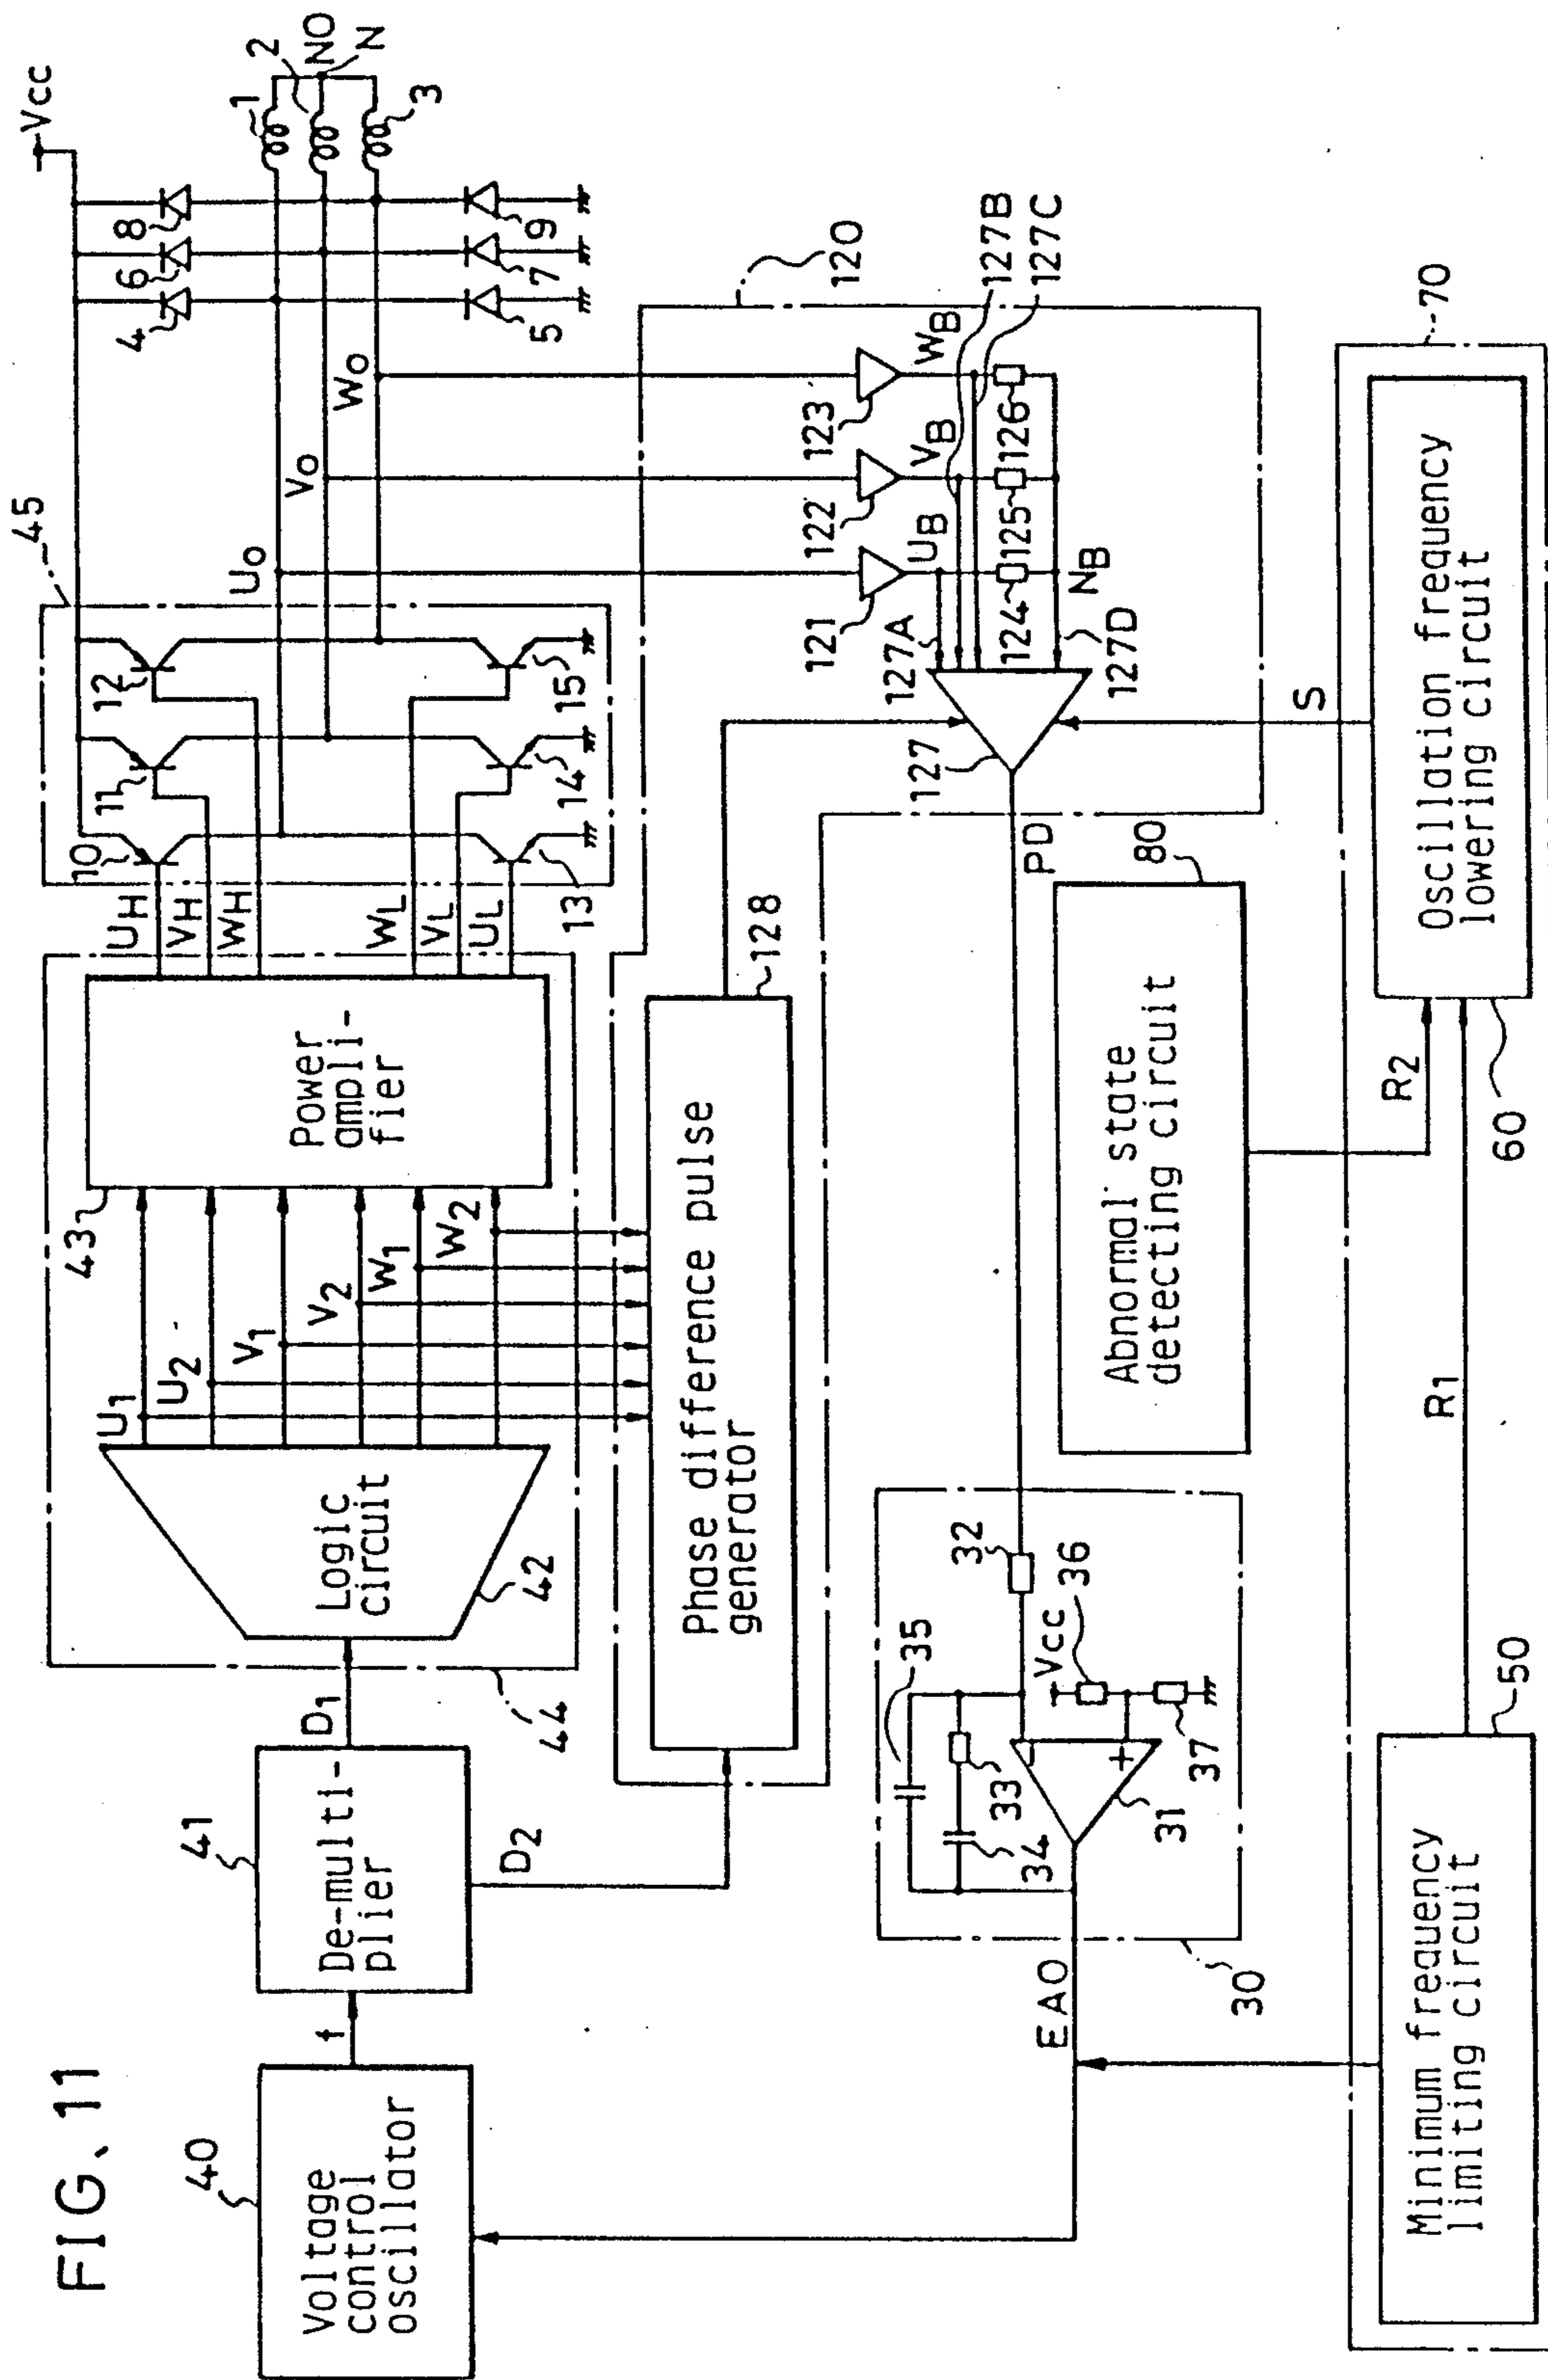 FIG. 11
40
Voltage
control
oscillator
f
41
De-multi-
plier
D1
D2
44
Logic
circuit
42
U1
U2
V1
V2
W1
W2
43
Power
ampli-
fier
UH
VH
WH
WL
VL
UL
45
10
11
12
13
14
15
Uo
Vo
Wo
Vcc
4
6
8
5
7
9
1
2
3
NO
N
Phase difference pulse
generator
128
120
121
122
123
UB
VB
WB
124
125
126
NB
127A
127B
127C
127D
127
PD
S
EAO
30
31
32
33
34
35
36
37
Vcc
-
+
Abnormal state
detecting circuit
80
R2
R1
Minimum frequency
limiting circuit
50
Oscillation frequency
lowering circuit
60
70